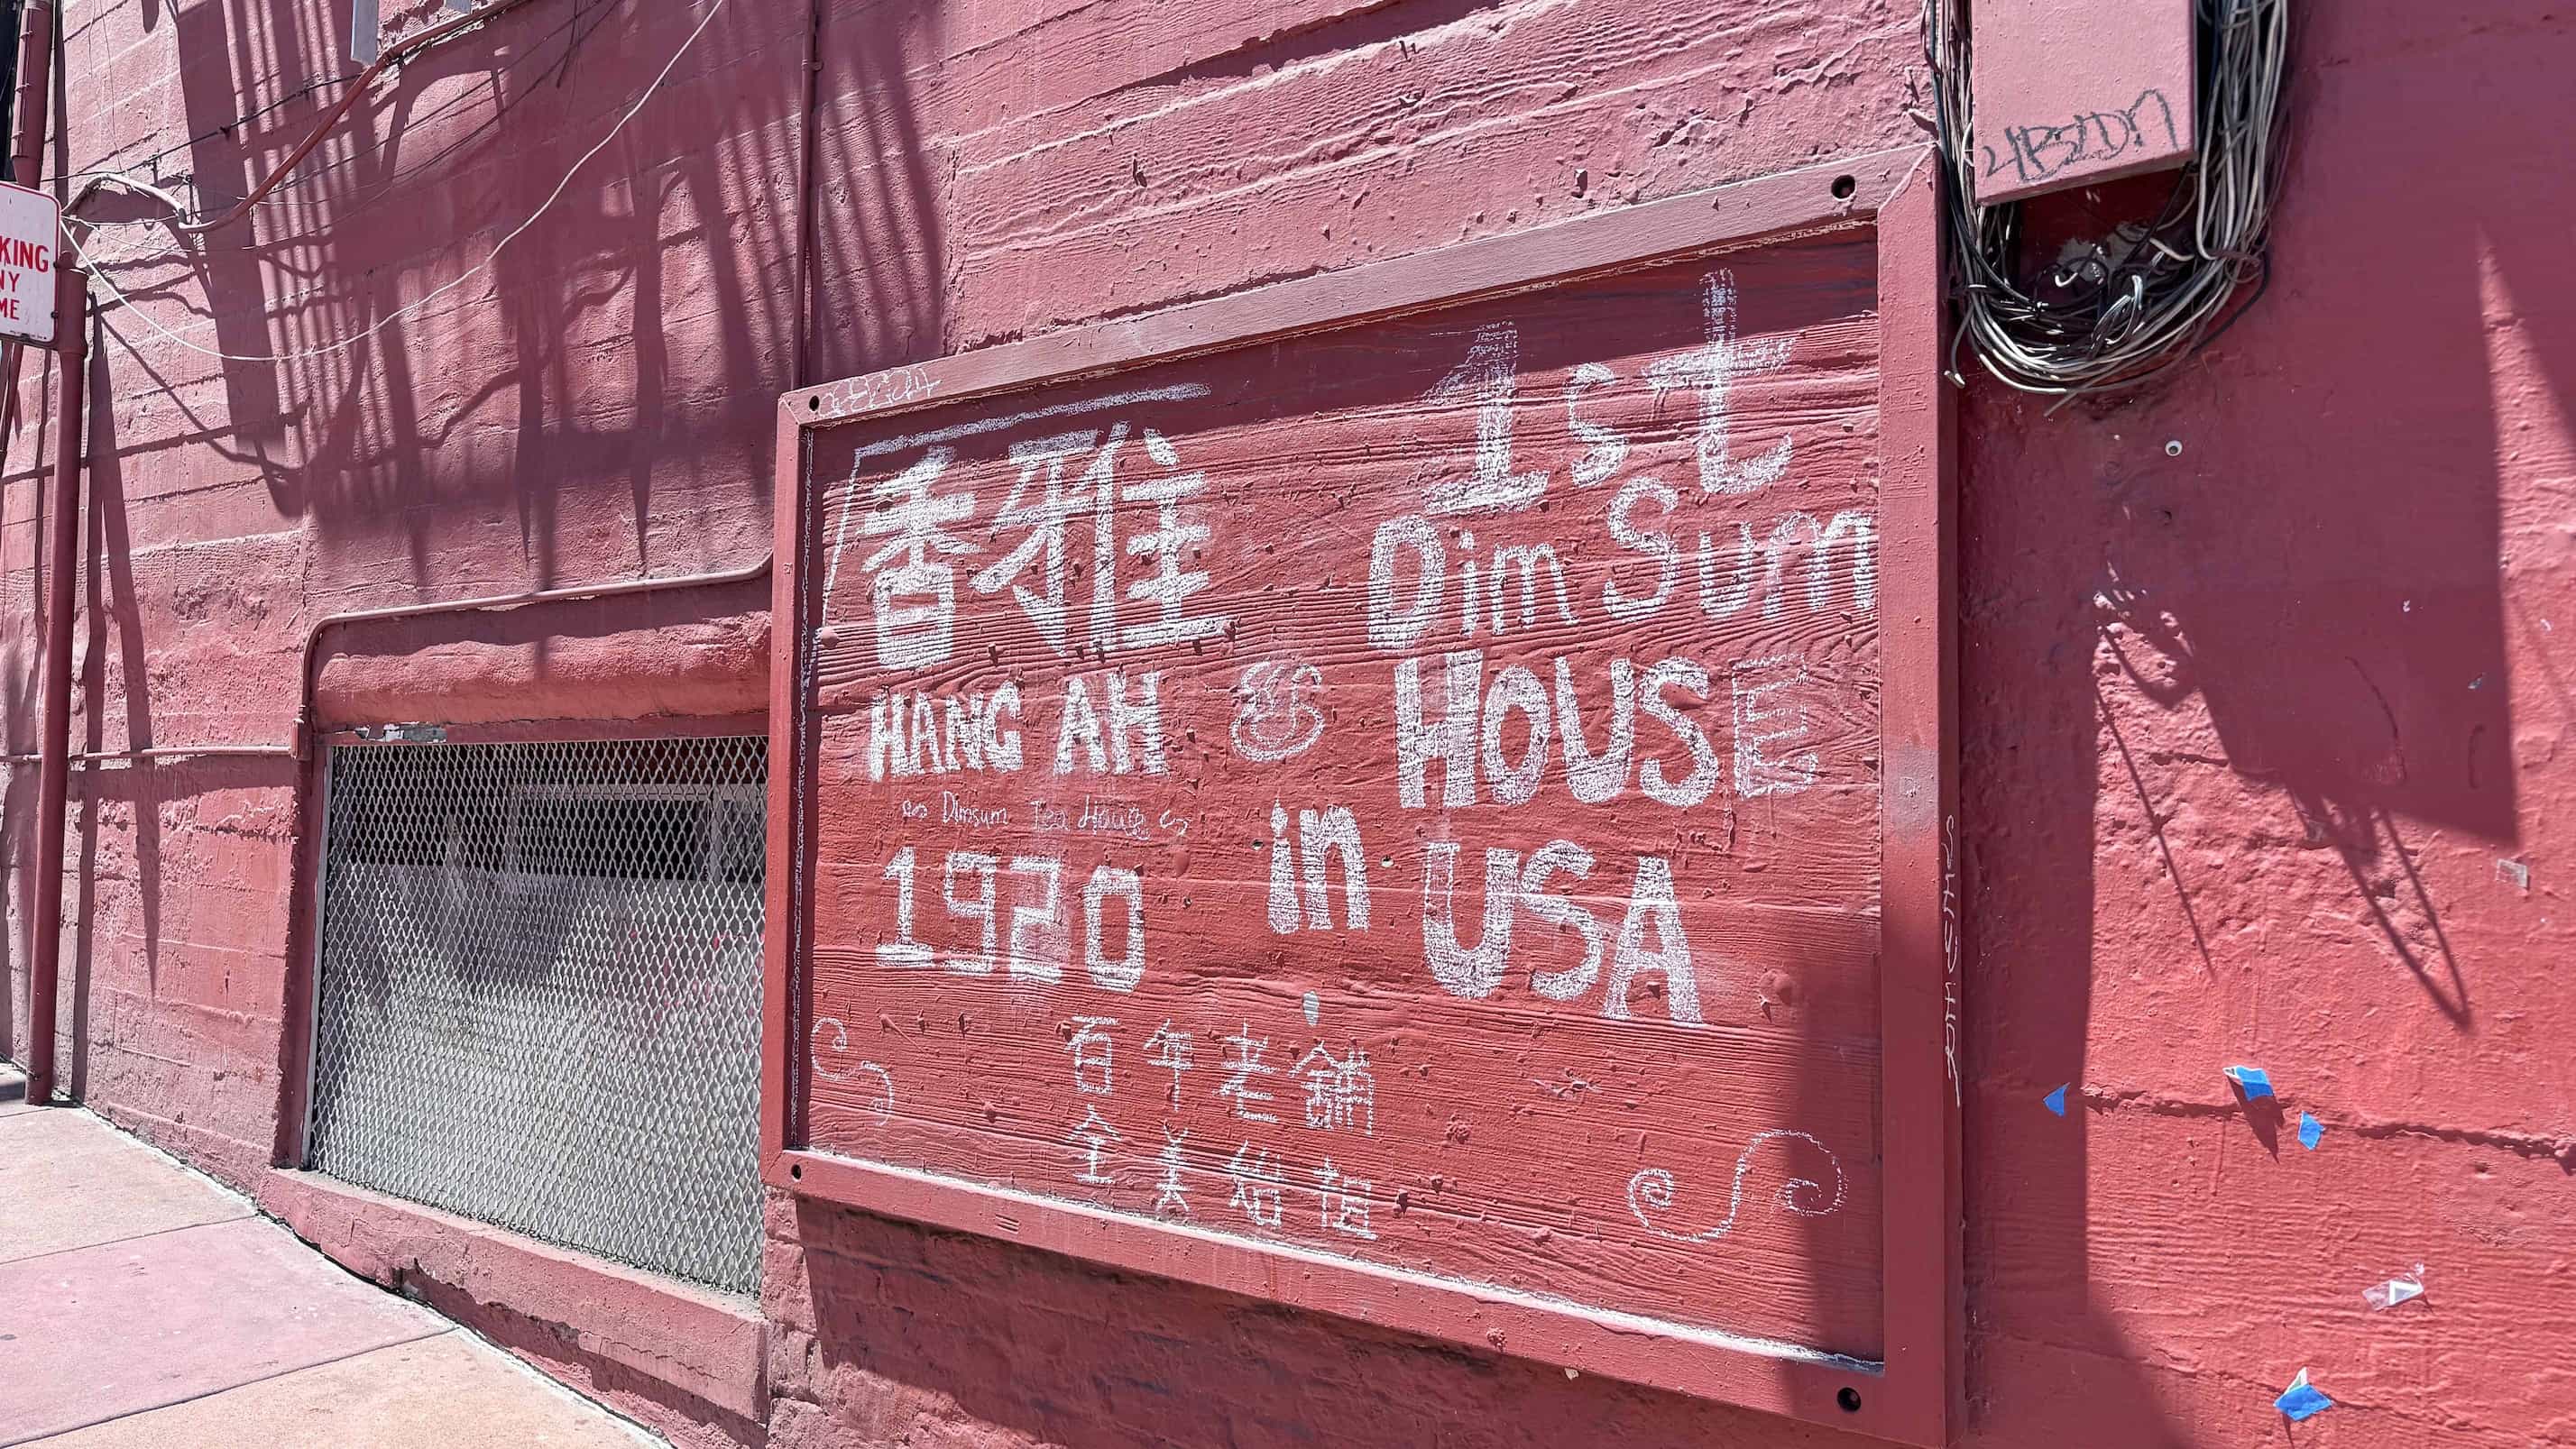 KING
NY
ME
香雅
HANG AH
Dimsum Tea House
1920
1st
Dim Sum
HOUSE
in USA
百年老舖
全美始祖